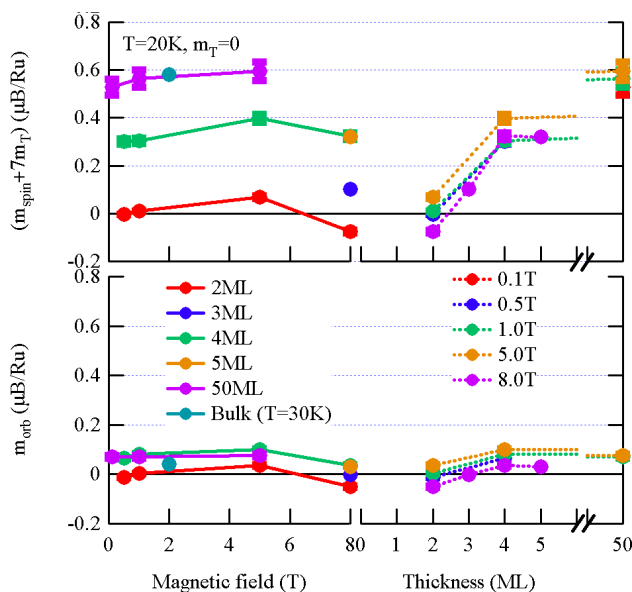 0.8
T=20K, m_T=0
0.6
0.4
0.2
0
-0.2
(m_spin+7m_T) (μB/Ru)
0.8
0.6
0.4
0.2
0
-0.2
m_orb (μB/Ru)
2ML
3ML
4ML
5ML
50ML
Bulk (T=30K)
0.1T
0.5T
1.0T
5.0T
8.0T
0 2 4 6 80 1 2 3 4 5 50
Magnetic field (T) Thickness (ML)